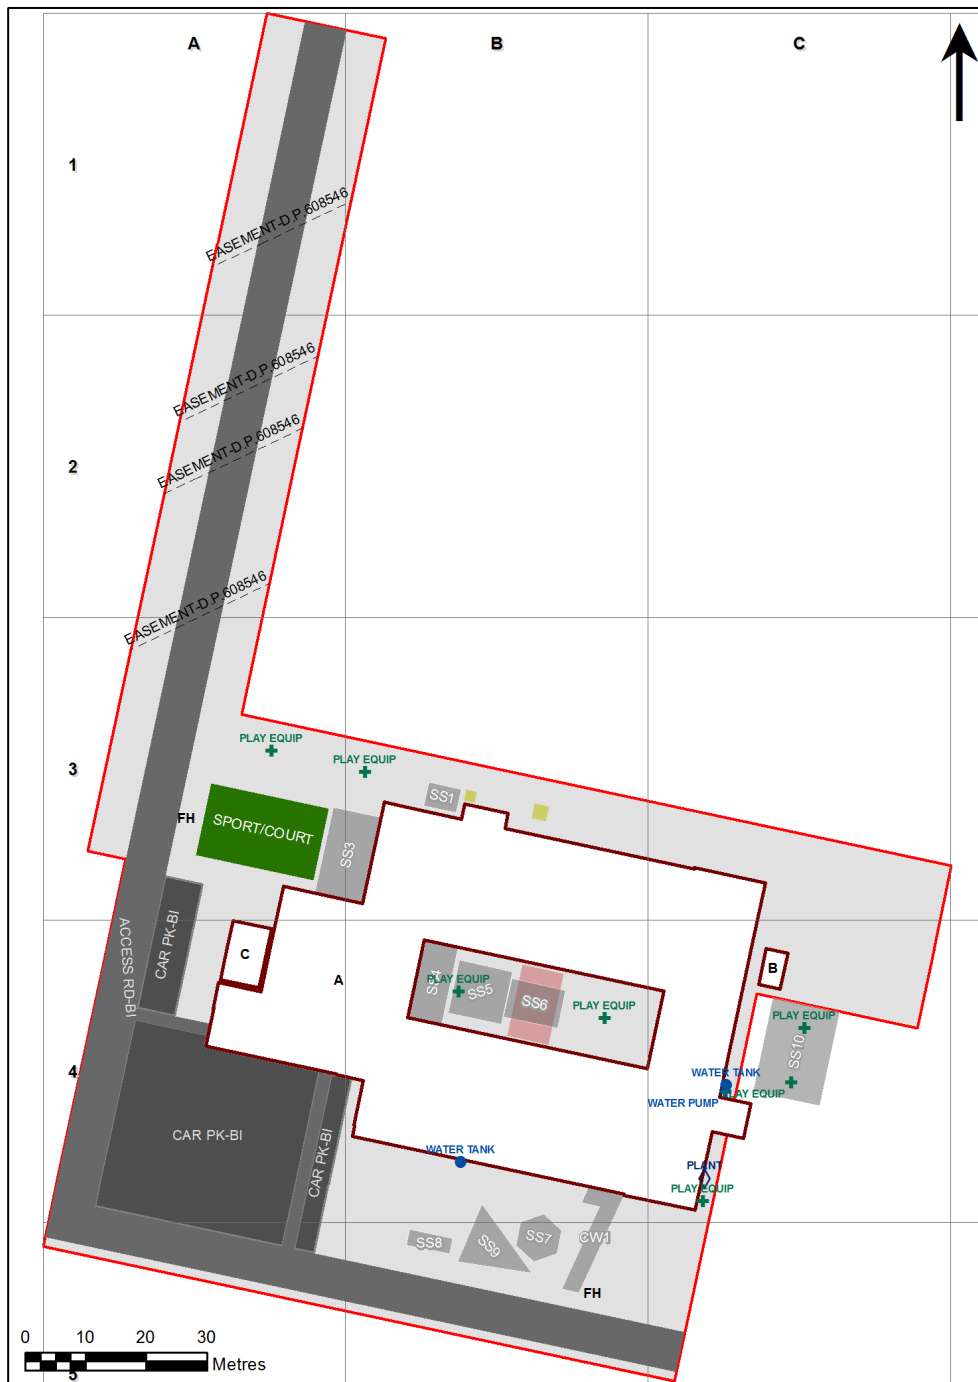 A
B
C
1
EASEMENT-D.P.608546
EASEMENT-D.P.608546
EASEMENT-D.P.608546
2
EASEMENT-D.P.608546
3
PLAY EQUIP
PLAY EQUIP
SS1
FH
SPORT/COURT
SS3
ACCESS RD-BI
CAR PK-BI
C
A
B
SS4
PLAY EQUIP
SS5
SS6
PLAY EQUIP
PLAY EQUIP
SS10
4
WATER TANK
PLAY EQUIP
WATER PUMP
CAR PK-BI
CAR PK-BI
WATER TANK
PLANT
PLAY EQUIP
SS8
SS9
SS7
CW1
FH
0 10 20 30
Metres
5